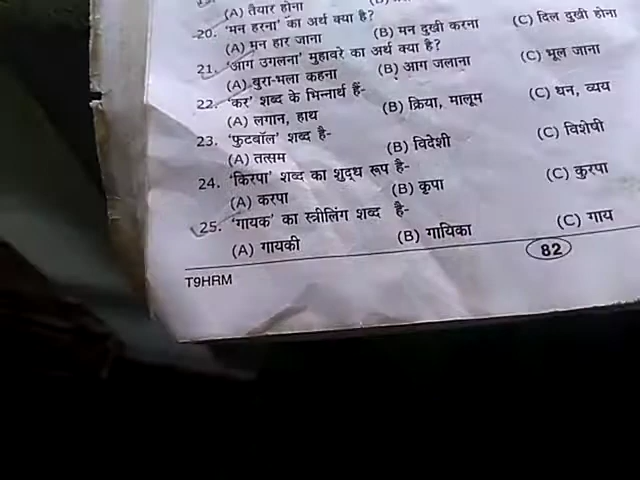 (A) तैयार होना
20. 'मन हरना' का अर्थ क्या है?
(A) मन हार जाना (B) मन दुखी करना (C) दिल दुखी होना
21. 'आग उगलना' मुहावरे का अर्थ क्या है?
(A) बुरा-भला कहना (B) आग जलाना (C) भूल जाना
22. 'कर' शब्द के भिन्नार्थ हैं-
(A) लगान, हाथ (B) क्रिया, मालूम (C) धन, व्यय
23. 'फुटबॉल' शब्द है-
(A) तत्सम (B) विदेशी (C) विशेषी
24. 'किरपा' शब्द का शुद्ध रूप है-
(A) करपा (B) कृपा (C) कुरपा
25. 'गायक' का स्त्रीलिंग शब्द है-
(A) गायकी (B) गायिका (C) गाय
82
T9HRM